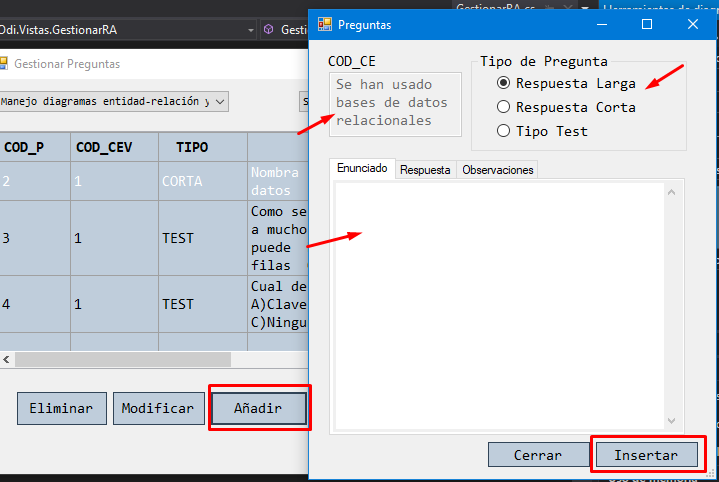 GestionarRA.cs
Odi.Vistas.GestionarRA
Gesti
Gestionar Preguntas
Manejo diagramas entidad-relación y
S
COD_P COD_CEV TIPO
2 1 CORTA Nombra
datos
3 1 TEST Como se
a mucho
puede
filas
4 1 TEST Cual de
A)Clave
C)Ningu
Eliminar Modificar Añadir
Preguntas
COD_CE
Se han usado
bases de datos
relacionales
Tipo de Pregunta
Respuesta Larga
Respuesta Corta
Tipo Test
Enunciado Respuesta Observaciones
Cerrar Insertar